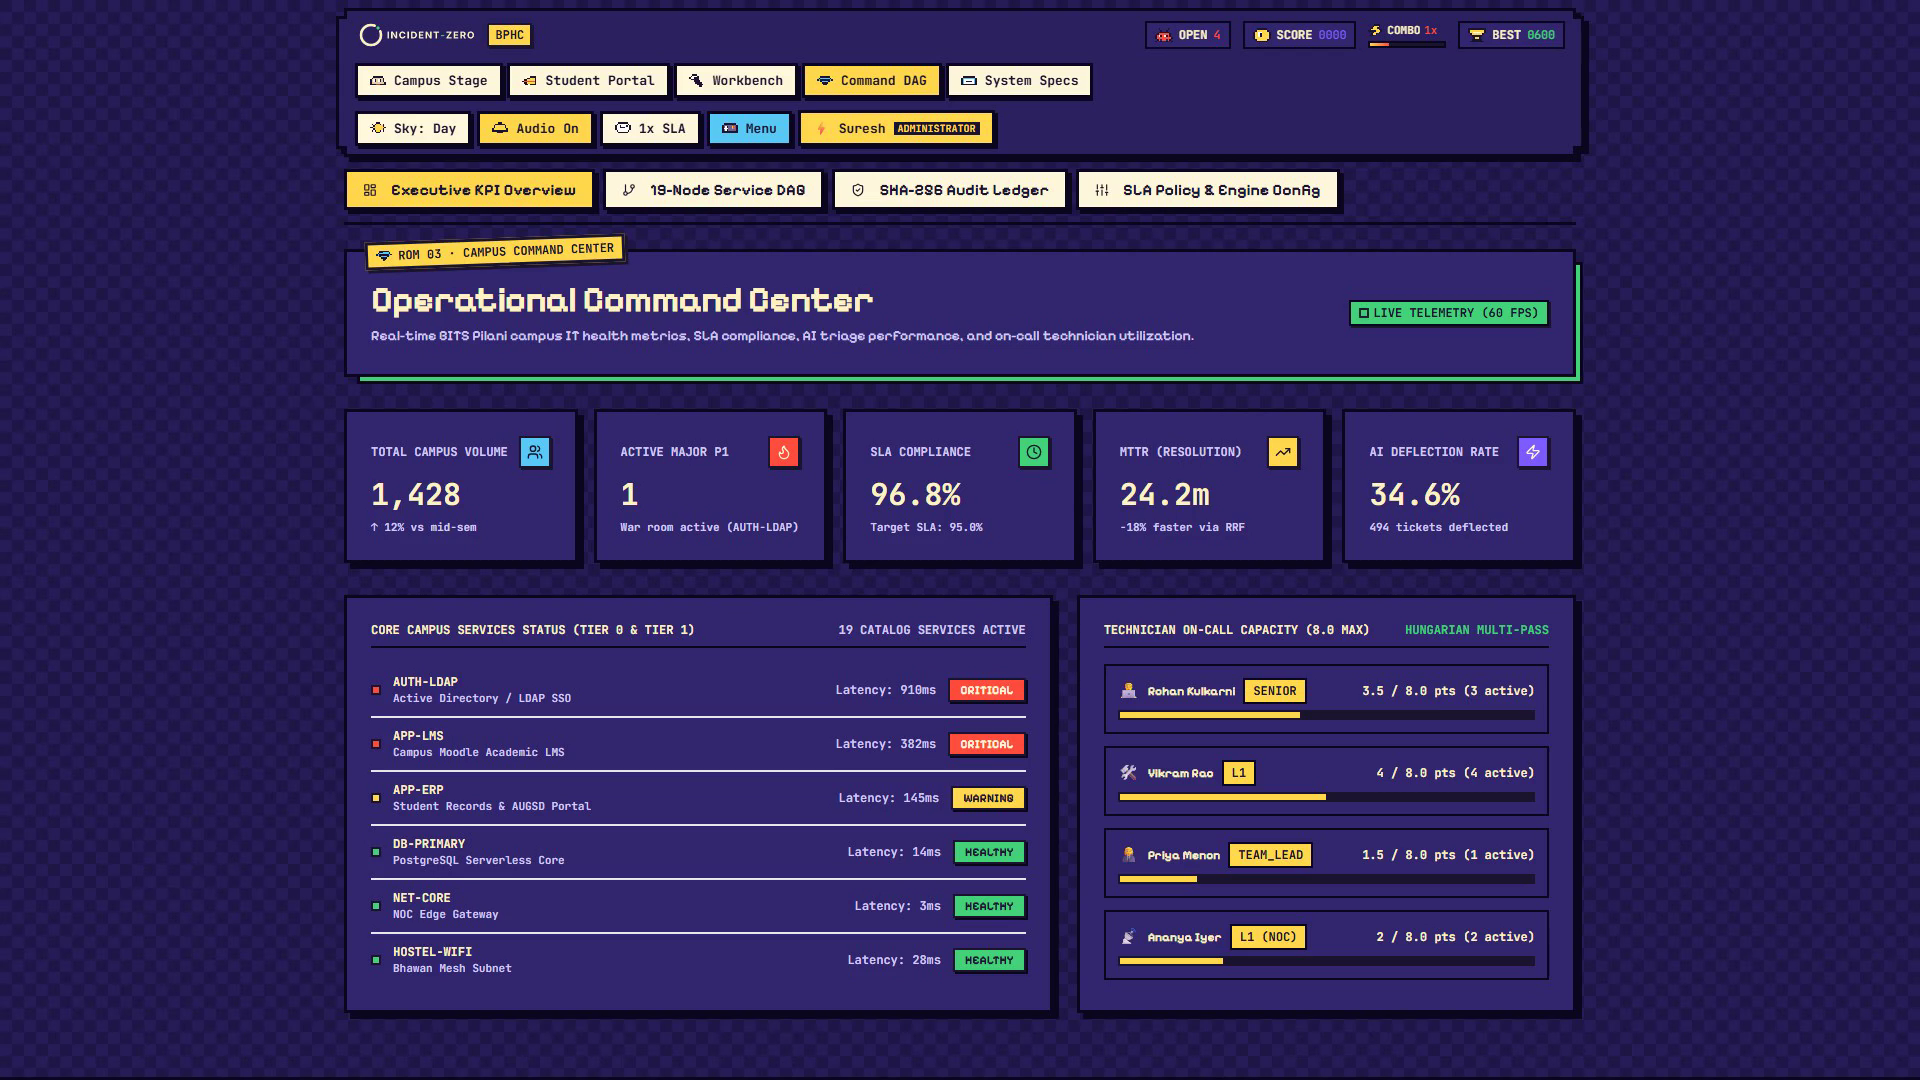 INCIDENT-ZERO
BPHC
OPEN 4
SCORE 0000
COMBO 1x
BEST 0600
Campus Stage
Student Portal
Workbench
Command DAG
System Specs
Sky: Day
Audio On
1x SLA
Menu
Suresh ADMINISTRATOR
Executive KPI Overview
19-Node Service DAG
SHA-256 Audit Ledger
SLA Policy & Engine Config
ROM 03 · CAMPUS COMMAND CENTER
Operational Command Center
Real-time BITS Pilani campus IT health metrics, SLA compliance, AI triage performance, and on-call technician utilization.
LIVE TELEMETRY (60 FPS)
TOTAL CAMPUS VOLUME
1,428
↑ 12% vs mid-sem
ACTIVE MAJOR P1
1
War room active (AUTH-LDAP)
SLA COMPLIANCE
96.8%
Target SLA: 95.0%
MTTR (RESOLUTION)
24.2m
-18% faster via RRF
AI DEFLECTION RATE
34.6%
494 tickets deflected
CORE CAMPUS SERVICES STATUS (TIER 0 & TIER 1)
19 CATALOG SERVICES ACTIVE
AUTH-LDAP
Active Directory / LDAP SSO
Latency: 910ms
CRITICAL
APP-LMS
Campus Moodle Academic LMS
Latency: 382ms
CRITICAL
APP-ERP
Student Records & AUGSD Portal
Latency: 145ms
WARNING
DB-PRIMARY
PostgreSQL Serverless Core
Latency: 14ms
HEALTHY
NET-CORE
NOC Edge Gateway
Latency: 3ms
HEALTHY
HOSTEL-WIFI
Bhawan Mesh Subnet
Latency: 28ms
HEALTHY
TECHNICIAN ON-CALL CAPACITY (8.0 MAX)
HUNGARIAN MULTI-PASS
Rohan Kulkarni SENIOR
3.5 / 8.0 pts (3 active)
Vikram Rao L1
4 / 8.0 pts (4 active)
Priya Menon TEAM_LEAD
1.5 / 8.0 pts (1 active)
Ananya Iyer L1 (NOC)
2 / 8.0 pts (2 active)